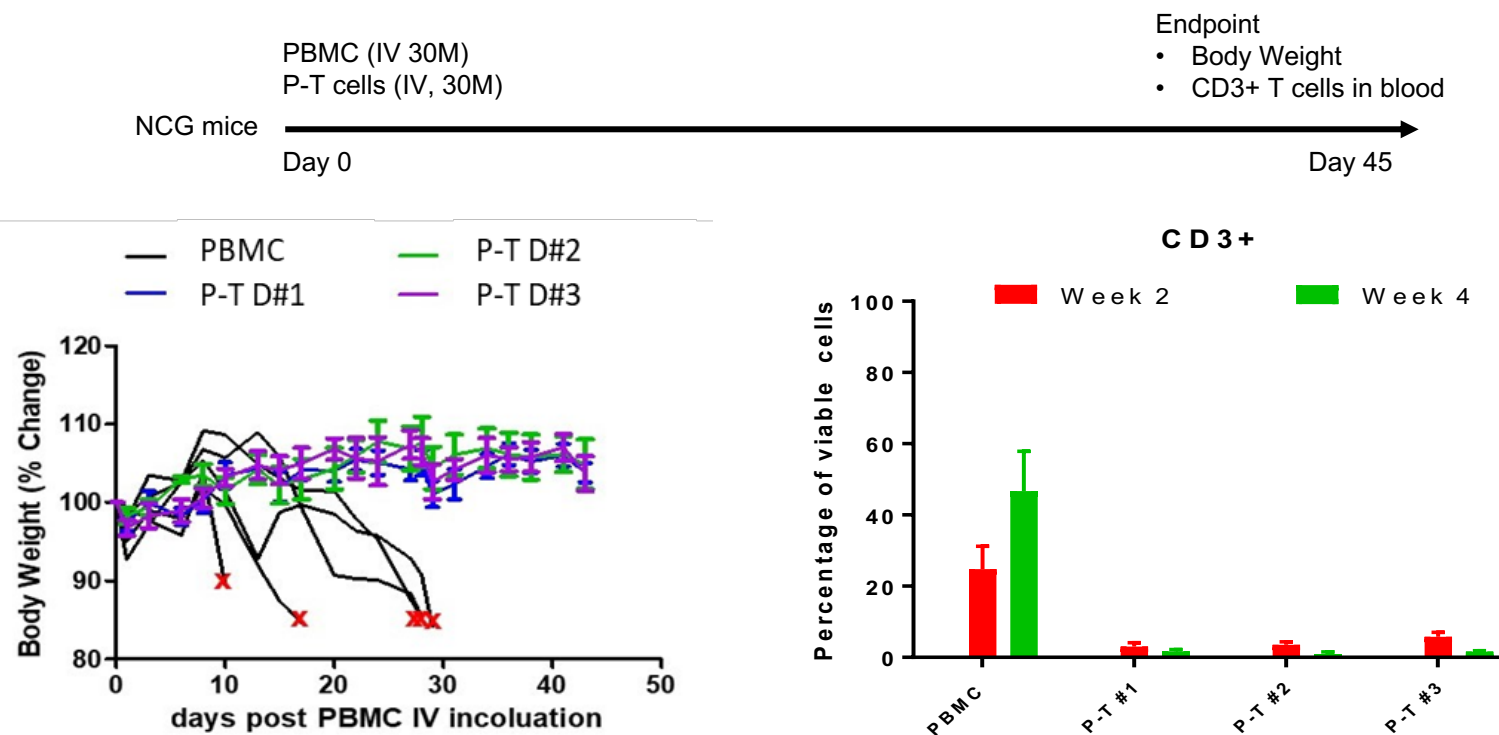 PBMC (IV 30M)
P-T cells (IV, 30M)
Endpoint
• Body Weight
• CD3+ T cells in blood
NCG mice
Day 0
Day 45
PBMC
P-T D#2
P-T D#1
P-T D#3
Body Weight (% Change)
120
110
100
90
80
X
X
X
X
X
0
10
20
30
40
50
days post PBMC IV incoluation
CD3+
Week 2
Week 4
Percentage of viable cells
100
80
60
40
20
0
PBMC
P-T #1
P-T #2
P-T #3